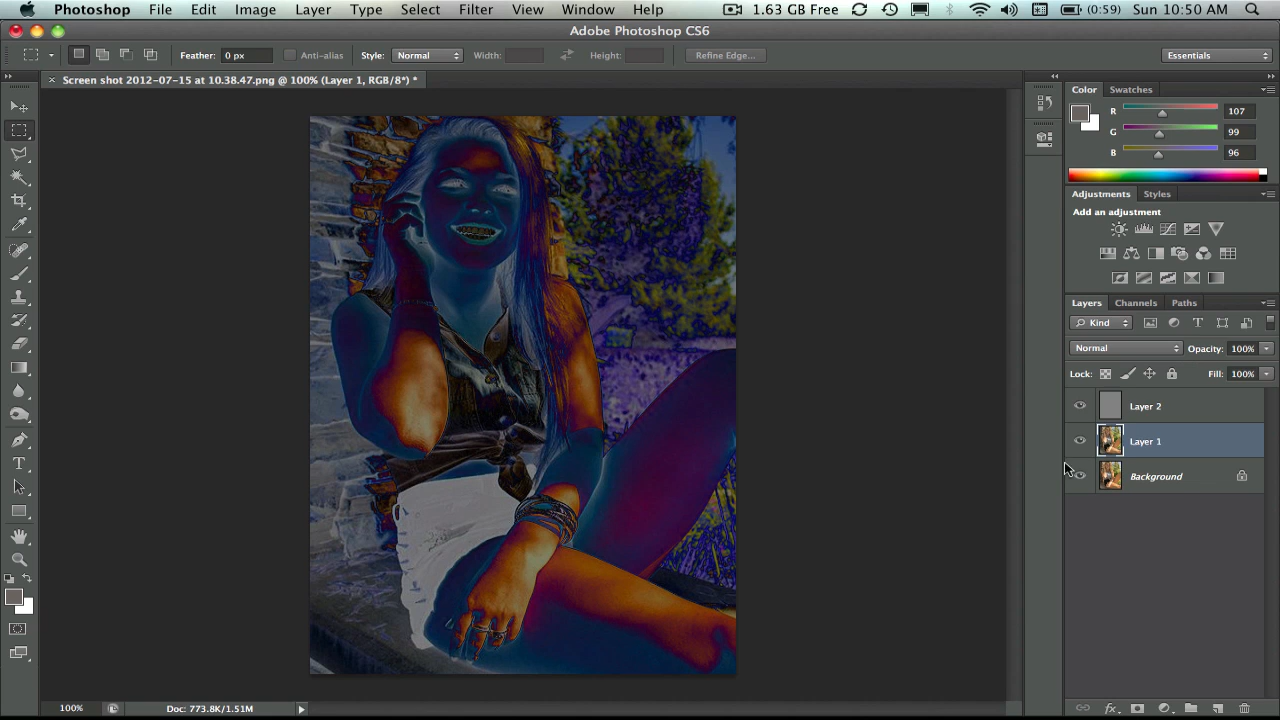 Photoshop File Edit Image Layer Type Select Filter View Window Help 1.63 GB Free (0:59) Sun 10:50 AM
Adobe Photoshop CS6
Feather: 0 px Anti-alias Style: Normal Width: Height: Refine Edge... Essentials
Screen shot 2012-07-15 at 10.38.47.png @ 100% (Layer 1, RGB/8*) *
Color Swatches
R 107
G 99
B 96
Adjustments Styles
Add an adjustment
Layers Channels Paths
Kind T
Normal Opacity: 100%
Lock: Fill: 100%
Layer 2
Layer 1
Background
T
fx
100% Doc: 773.8K/1.51M